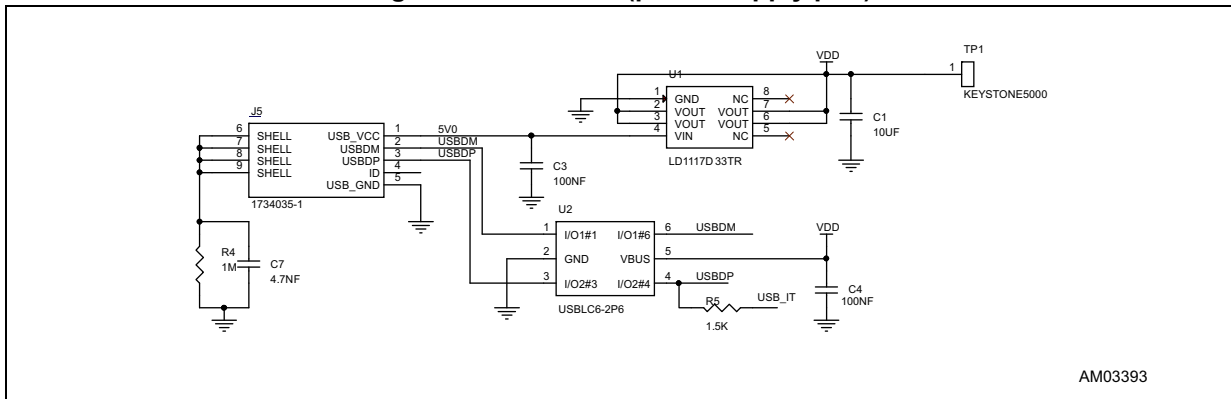 VDD
TP1
1
KEYSTONE5000
U1
1 GND NC 8
2 VOUT VOUT 7
3 VOUT VOUT 6
4 VIN NC 5
LD1117D33TR
C1
10UF
J5
6 SHELL USB_VCC 1 5V0
7 SHELL USBDM 2 USBDM
8 SHELL USBDP 3 USBDP
9 SHELL ID 4
USB_GND 5
1734035-1
C3
100NF
U2
1 I/O1#1 I/O1#6 6 USBDM
2 GND VBUS 5
3 I/O2#3 I/O2#4 4 USBDP
USBLC6-2P6
VDD
R4
1M
C7
4.7NF
R5
USB_IT
1.5K
C4
100NF
AM03393